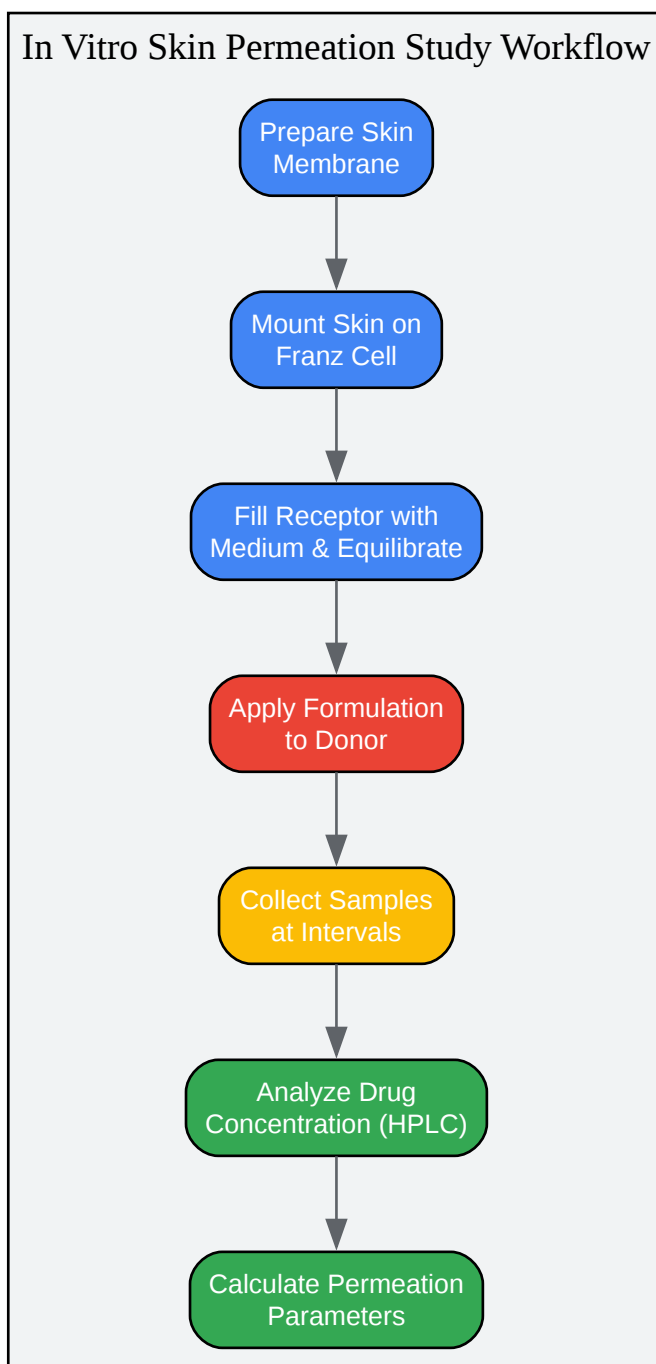 In Vitro Skin Permeation Study Workflow
Prepare Skin
Membrane
Mount Skin on
Franz Cell
Fill Receptor with
Medium & Equilibrate
Apply Formulation
to Donor
Collect Samples
at Intervals
Analyze Drug
Concentration (HPLC)
Calculate Permeation
Parameters